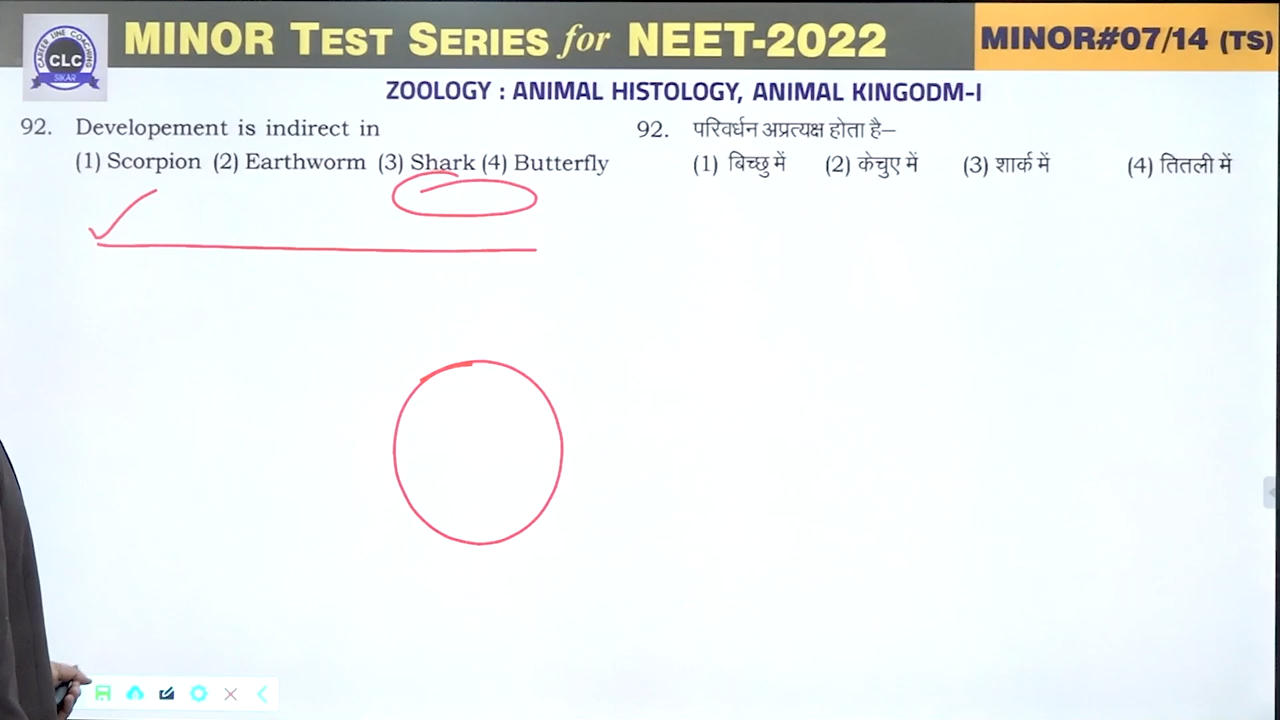 CAREER LINE COACHING
CLC
SIKAR
MINOR TEST SERIES for NEET-2022
MINOR#07/14 (TS)
ZOOLOGY : ANIMAL HISTOLOGY, ANIMAL KINGODM-I
92. Developement is indirect in
(1) Scorpion (2) Earthworm (3) Shark (4) Butterfly
92. परिवर्धन अप्रत्यक्ष होता है–
(1) बिच्छु में (2) केचुए में (3) शार्क में (4) तितली में